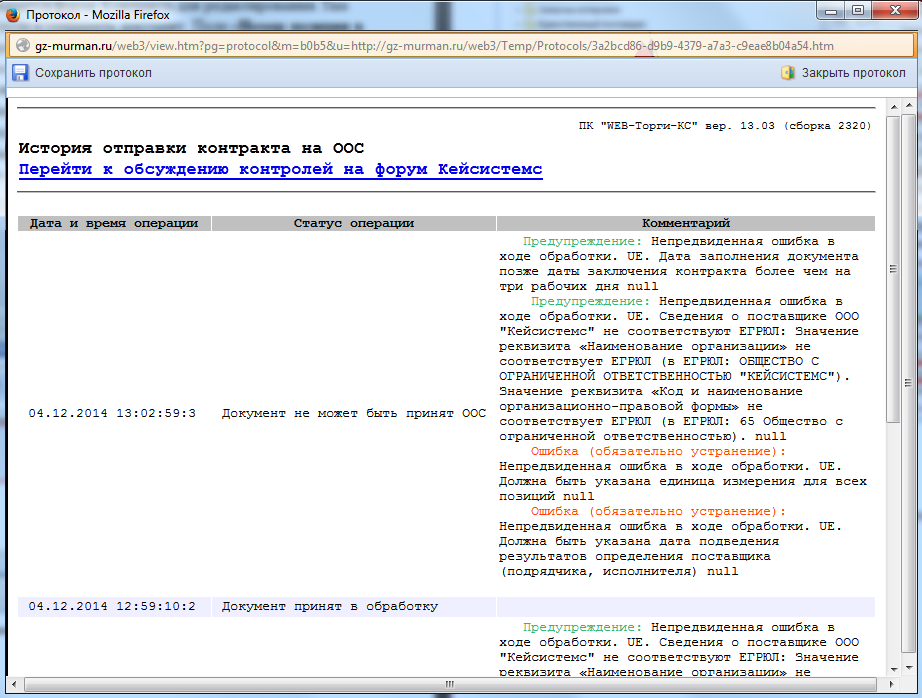 Протокол - Mozilla Firefox
gz-murman.ru/web3/view.htm?pg=protocol&m=b0b5&u=http://gz-murman.ru/web3/Temp/Protocols/3a2bcd86-d9b9-4379-a7a3-c9eae8b04a54.htm
Сохранить протокол Закрыть протокол
ПК "WEB-Торги-КС" вер. 13.03 (сборка 2320)
История отправки контракта на ООС
Перейти к обсуждению контролей на форум Кейсистемс
Дата и время операции Статус операции Комментарий
Предупреждение: Непредвиденная ошибка в
ходе обработки. UE. Дата заполнения документа
позже даты заключения контракта более чем на
три рабочих дня null
Предупреждение: Непредвиденная ошибка в
ходе обработки. UE. Сведения о поставщике ООО
"Кейсистемс" не соответствуют ЕГРЮЛ: Значение
реквизита «Наименование организации» не
соответствует ЕГРЮЛ (в ЕГРЮЛ: ОБЩЕСТВО С
ОГРАНИЧЕННОЙ ОТВЕТСТВЕННОСТЬЮ "КЕЙСИСТЕМС").
Значение реквизита «Код и наименование
организационно-правовой формы» не
соответствует ЕГРЮЛ (в ЕГРЮЛ: 65 Общество с
ограниченной ответственностью). null
04.12.2014 13:02:59:3 Документ не может быть принят ООС
Ошибка (обязательно устранение):
Непредвиденная ошибка в ходе обработки. UE.
Должна быть указана единица измерения для всех
позиций null
Ошибка (обязательно устранение):
Непредвиденная ошибка в ходе обработки. UE.
Должна быть указана дата подведения
результатов определения поставщика
(подрядчика, исполнителя) null
04.12.2014 12:59:10:2 Документ принят в обработку
Предупреждение: Непредвиденная ошибка в
ходе обработки. UE. Сведения о поставщике ООО
"Кейсистемс" не соответствуют ЕГРЮЛ: Значение
реквизита «Наименование организации» не